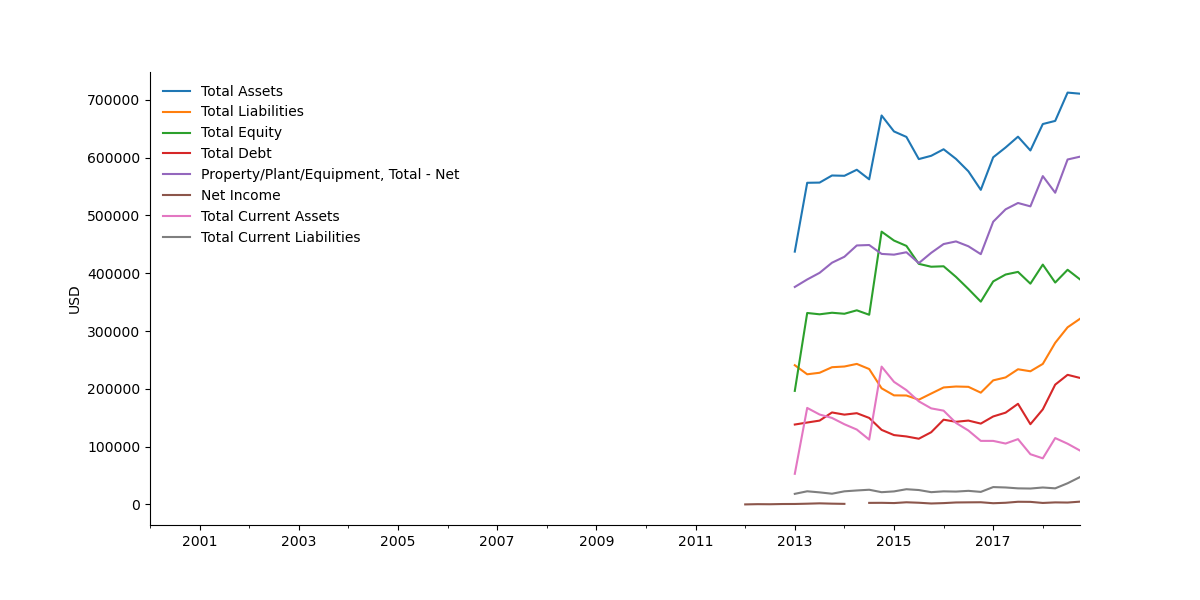 Total Assets
Total Liabilities
Total Equity
Total Debt
Property/Plant/Equipment, Total - Net
Net Income
Total Current Assets
Total Current Liabilities
USD
700000
600000
500000
400000
300000
200000
100000
0
2001 2003 2005 2007 2009 2011 2013 2015 2017